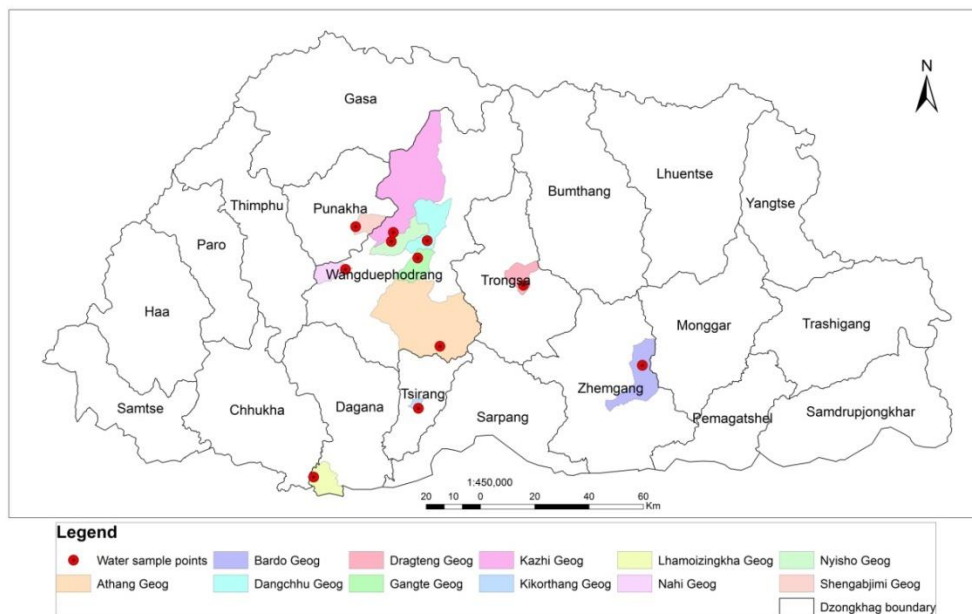 N
Gasa
Lhuentse
Bumthang
Yangtse
Thimphu
Punakha
Paro
Wangduephodrang
Trongsa
Haa
Monggar
Trashigang
Zhemgang
Tsirang
Samtse
Chhukha
Dagana
Sarpang
Pemagatshel
Samdrupjongkhar
1:450,000
20 10 0 20 40 60
Km
Legend
Water sample points Bardo Geog Dragteng Geog Kazhi Geog Lhamoizingkha Geog Nyisho Geog
Athang Geog Dangchhu Geog Gangte Geog Kikorthang Geog Nahi Geog Shengabjimi Geog
Dzongkhag boundary